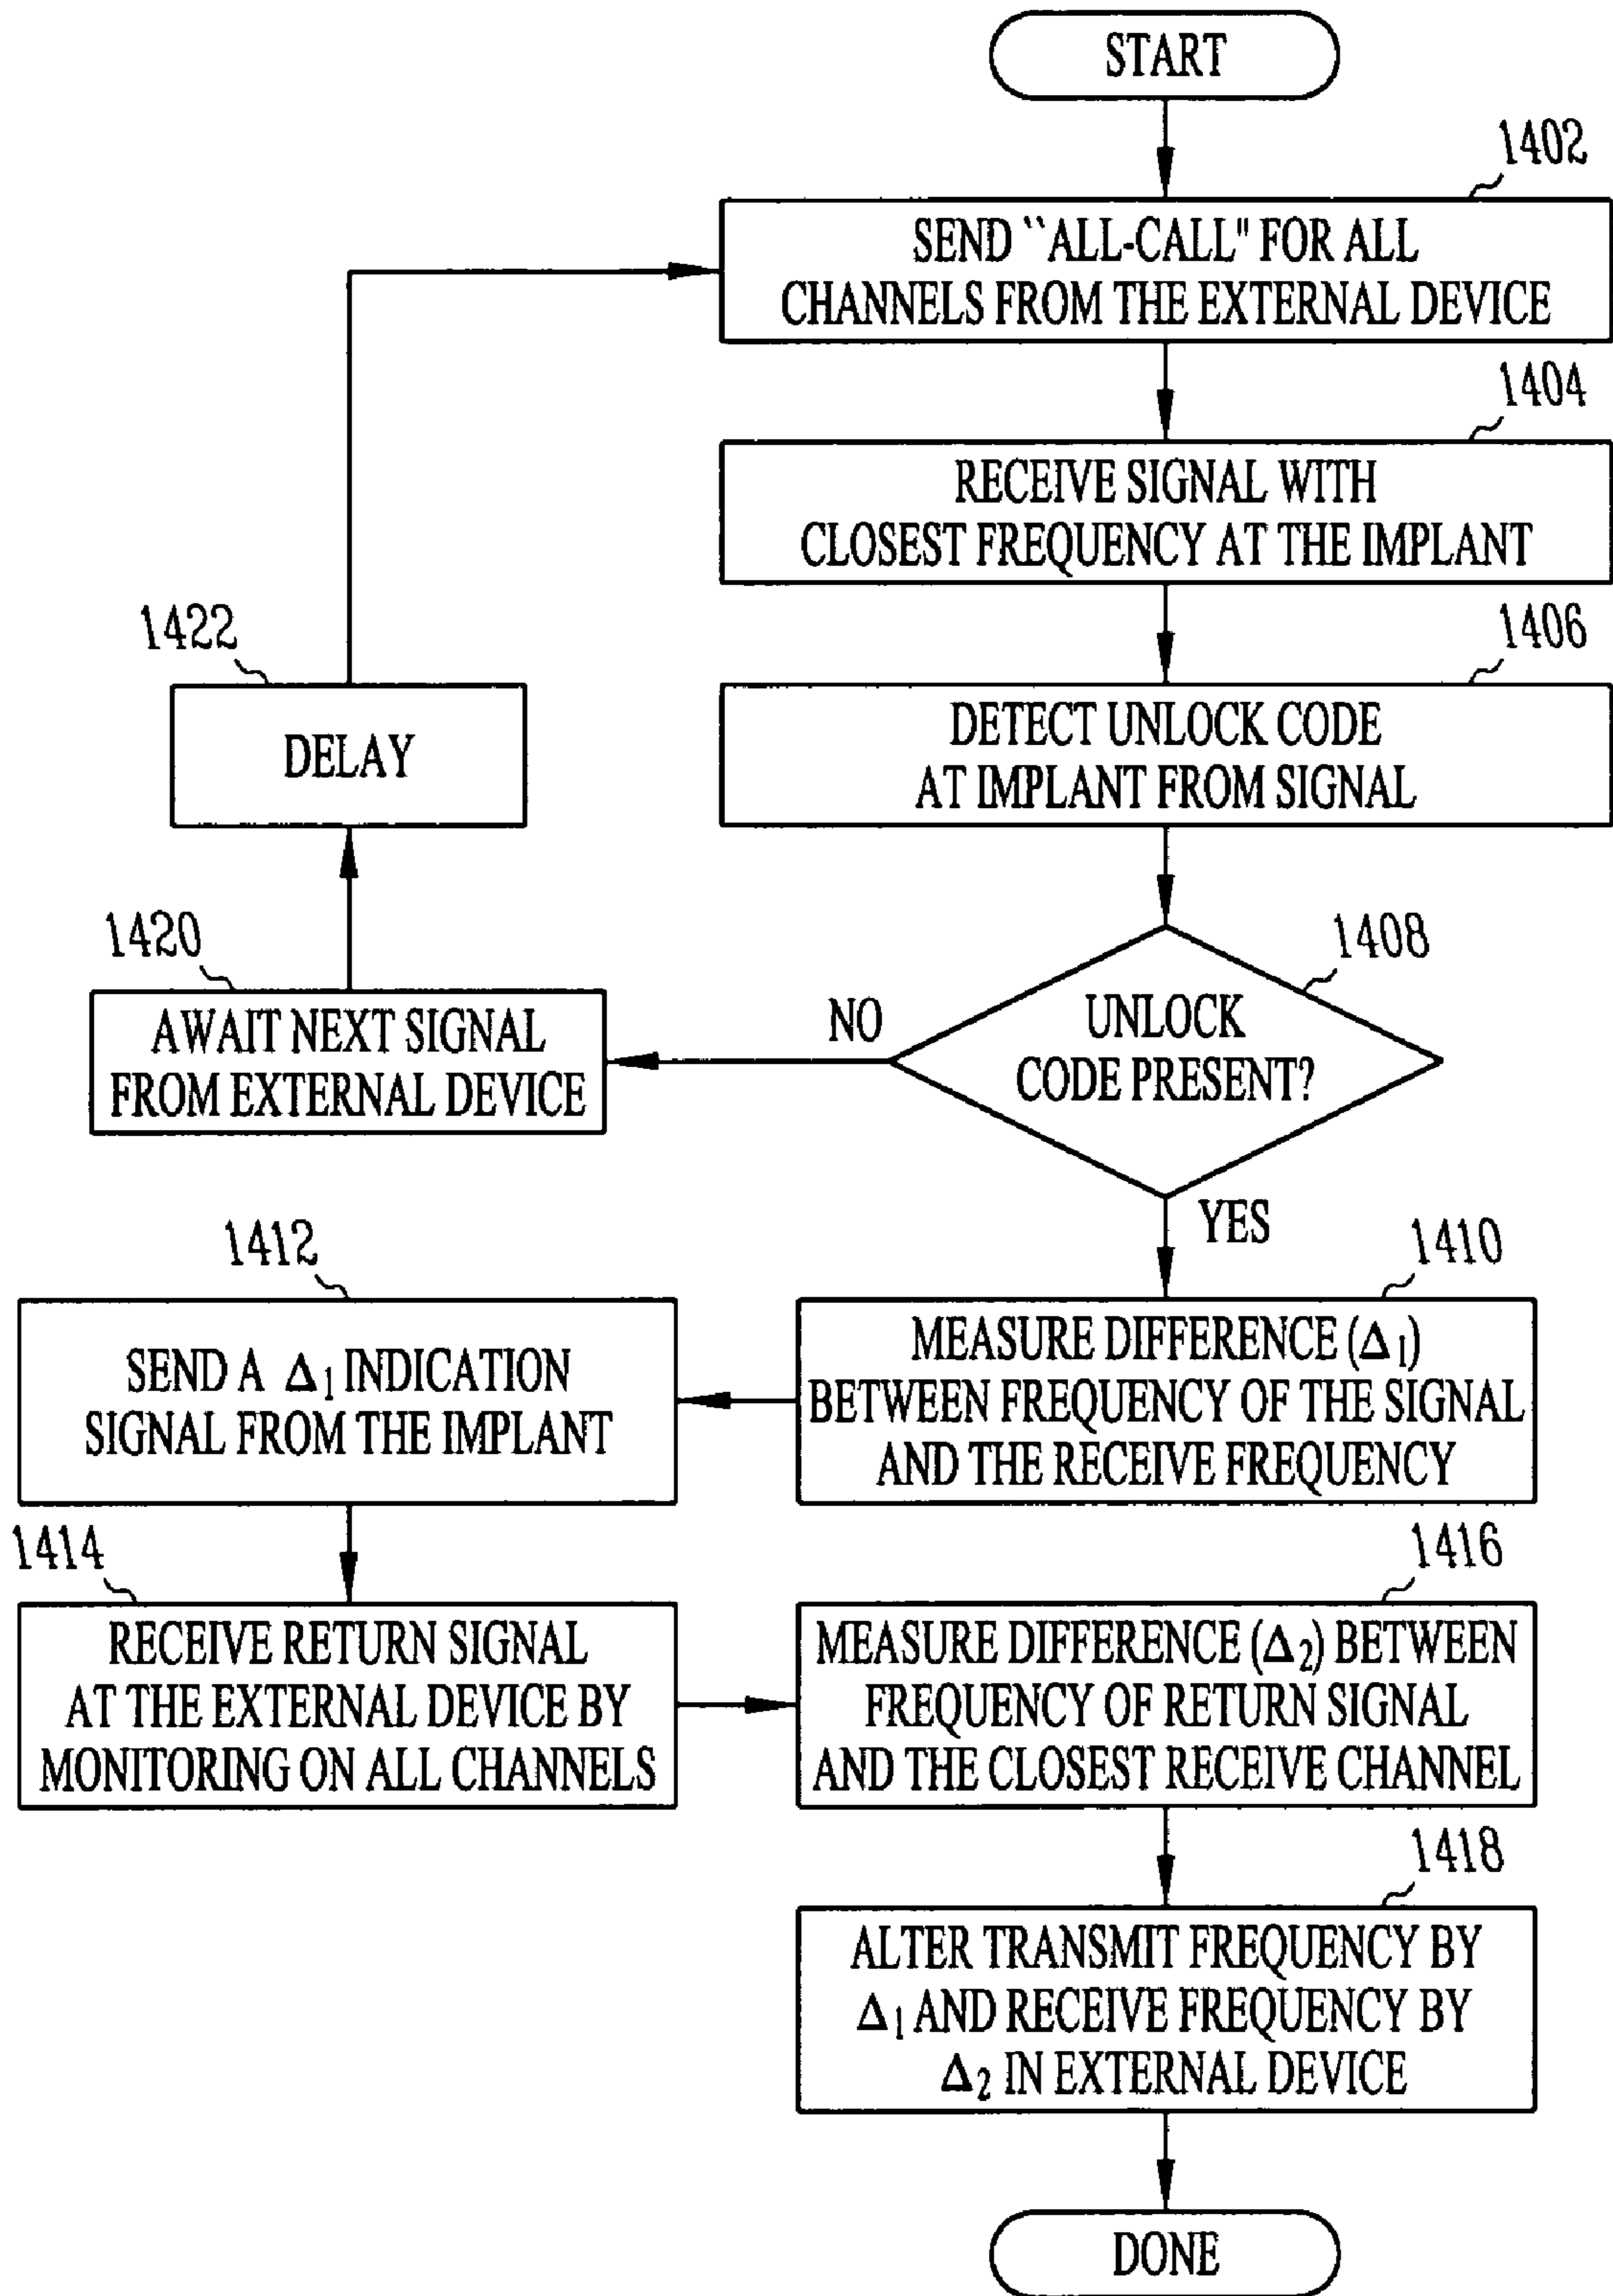 START
1402
SEND ``ALL-CALL" FOR ALL
CHANNELS FROM THE EXTERNAL DEVICE
1404
RECEIVE SIGNAL WITH
CLOSEST FREQUENCY AT THE IMPLANT
1406
DETECT UNLOCK CODE
AT IMPLANT FROM SIGNAL
1408
UNLOCK
CODE PRESENT?
NO
1420
AWAIT NEXT SIGNAL
FROM EXTERNAL DEVICE
1422
DELAY
YES
1410
MEASURE DIFFERENCE (Δ1)
BETWEEN FREQUENCY OF THE SIGNAL
AND THE RECEIVE FREQUENCY
1412
SEND A Δ1 INDICATION
SIGNAL FROM THE IMPLANT
1414
RECEIVE RETURN SIGNAL
AT THE EXTERNAL DEVICE BY
MONITORING ON ALL CHANNELS
1416
MEASURE DIFFERENCE (Δ2) BETWEEN
FREQUENCY OF RETURN SIGNAL
AND THE CLOSEST RECEIVE CHANNEL
1418
ALTER TRANSMIT FREQUENCY BY
Δ1 AND RECEIVE FREQUENCY BY
Δ2 IN EXTERNAL DEVICE
DONE